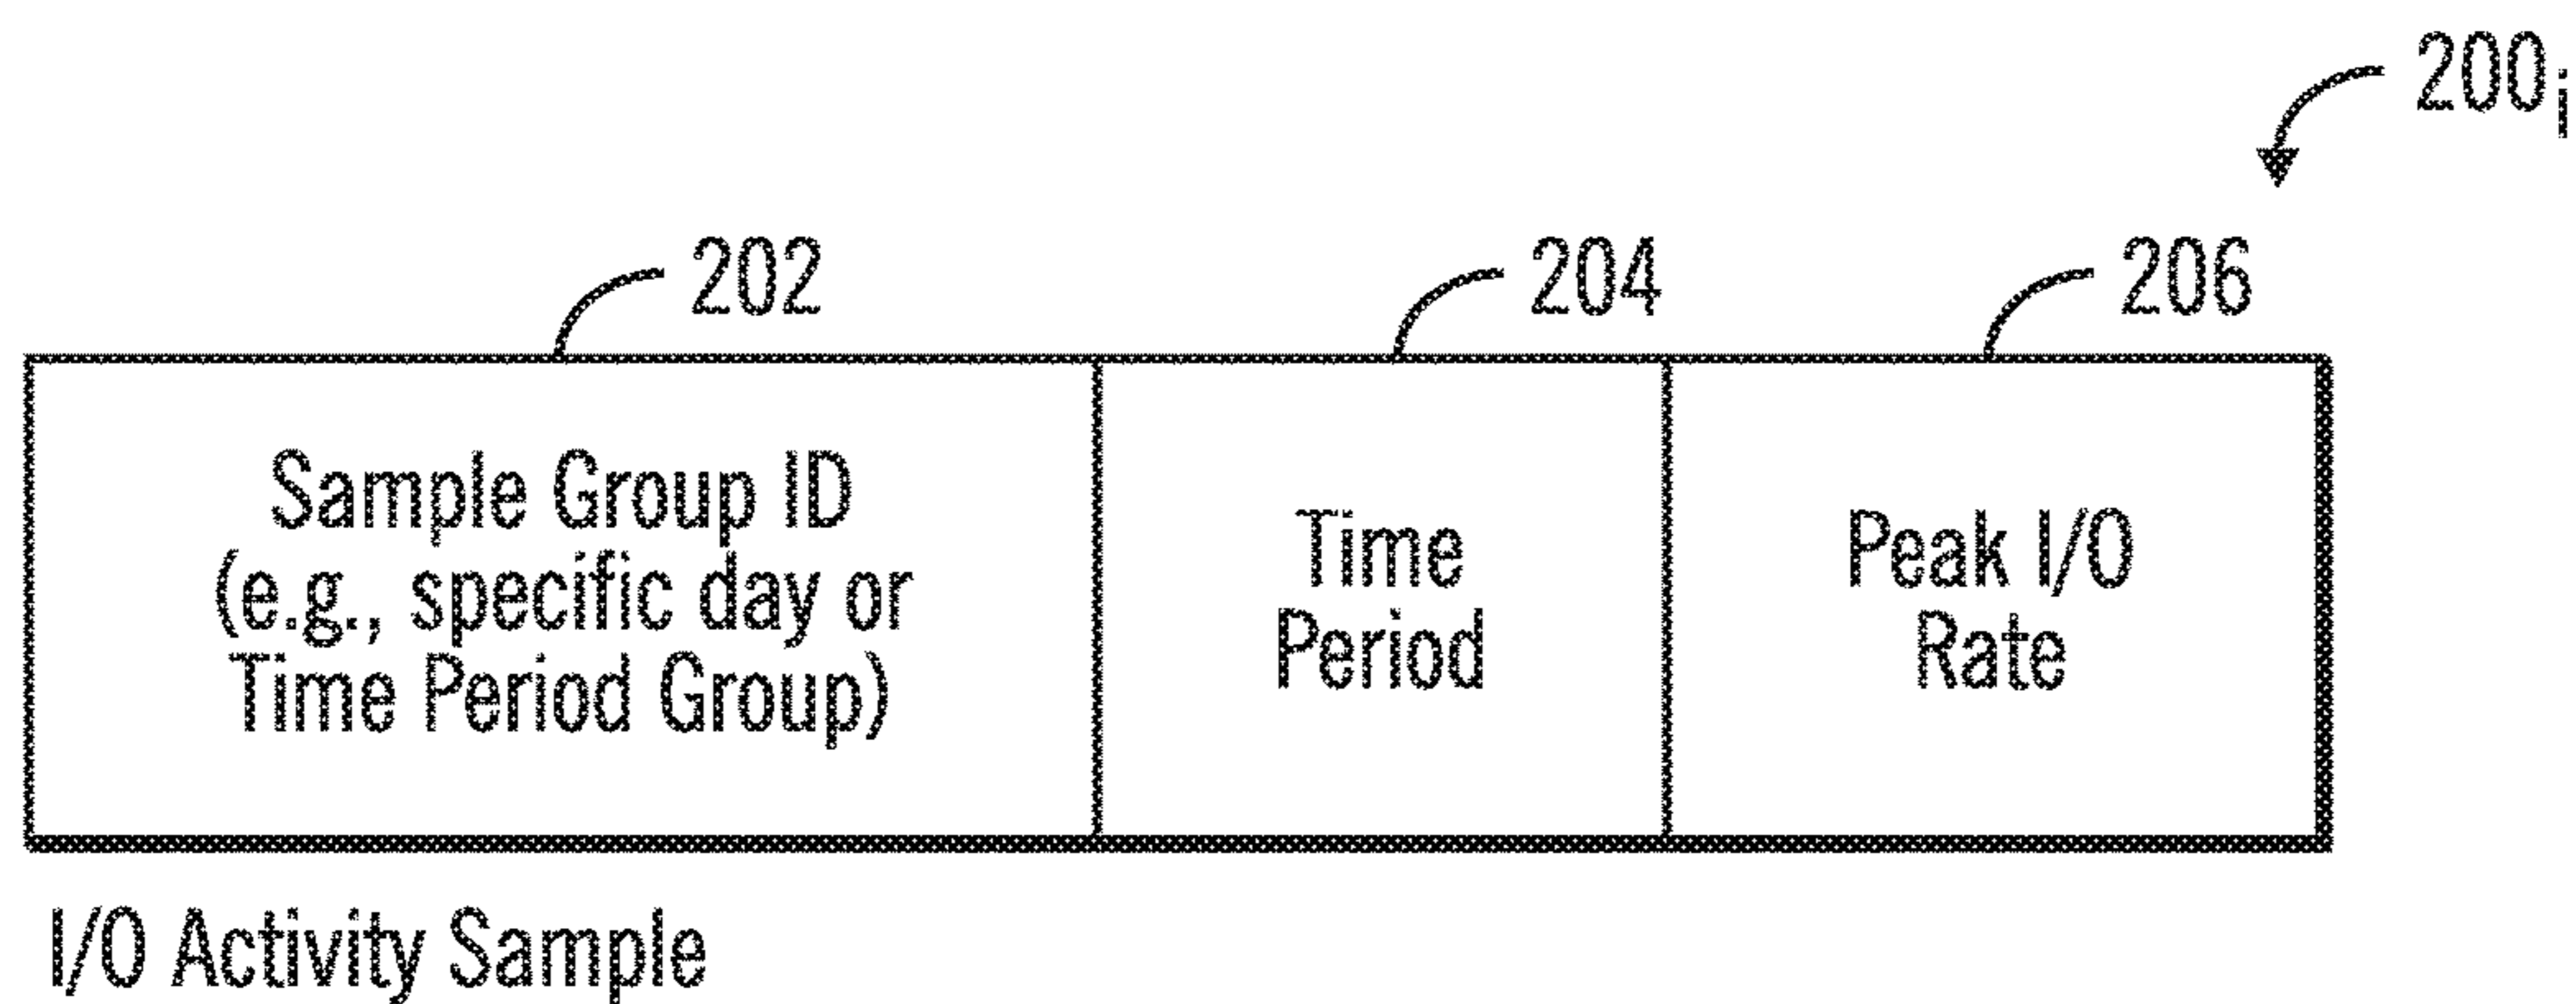 200i
202
204
206
Sample Group ID
(e.g., specific day or
Time Period Group)
Time
Period
Peak I/O
Rate
I/O Activity Sample